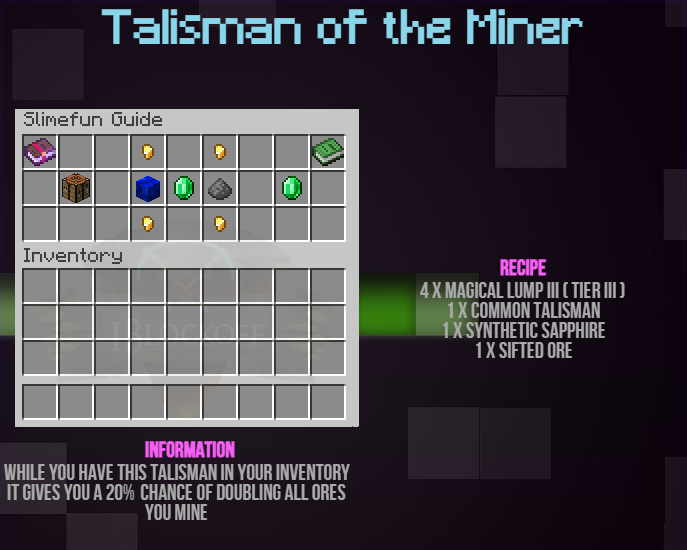 Talisman of the Miner
Slimefun Guide
Inventory
BLOCKOFF
RECIPE
4 X MAGICAL LUMP III ( TIER III )
1 X COMMON TALISMAN
1 X SYNTHETIC SAPPHIRE
1 X SIFTED ORE
INFORMATION
WHILE YOU HAVE THIS TALISMAN IN YOUR INVENTORY
IT GIVES YOU A 20% CHANCE OF DOUBLING ALL ORES
YOU MINE